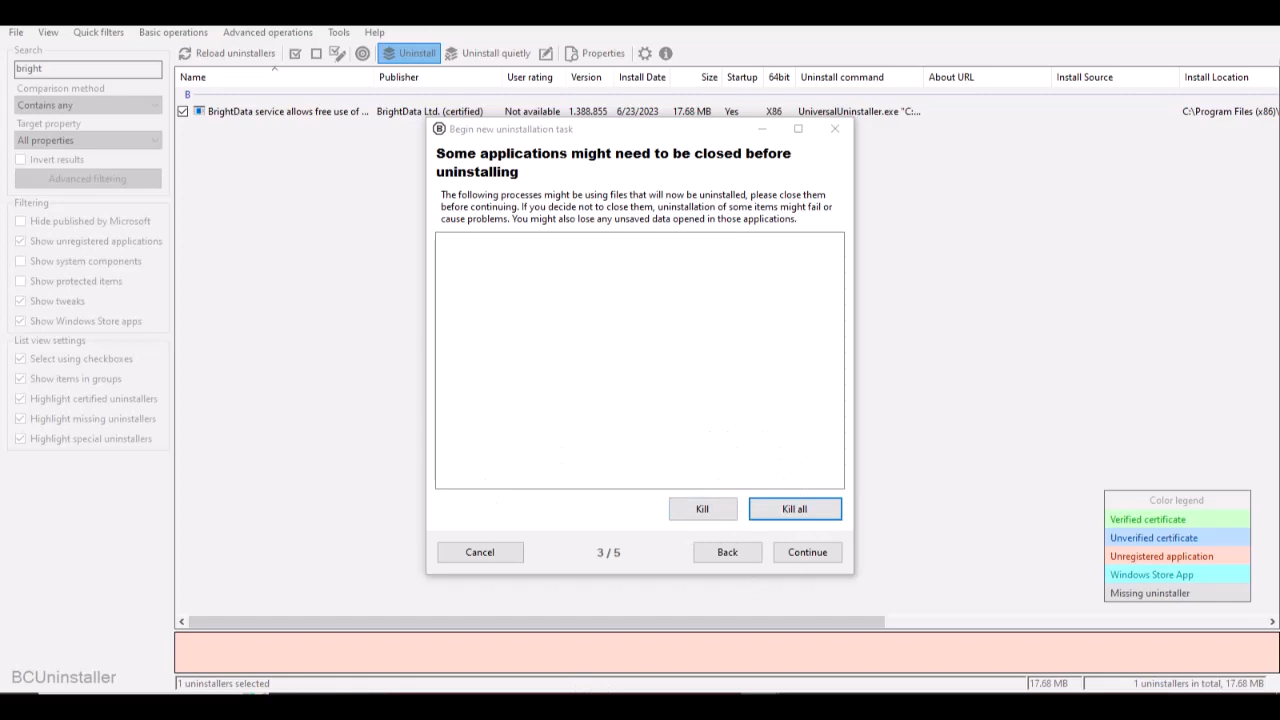 File View Quick filters Basic operations Advanced operations Tools Help
Search
bright
Comparison method
Contains any
Target property
All properties
Invert results
Advanced filtering
Filtering
Hide published by Microsoft
Show unregistered applications
Show system components
Show protected items
Show tweaks
Show Windows Store apps
List view settings
Select using checkboxes
Show items in groups
Highlight certified uninstallers
Highlight missing uninstallers
Highlight special uninstallers
BCUninstaller
Reload uninstallers Uninstall Uninstall quietly Properties
Name Publisher User rating Version Install Date Size Startup 64bit Uninstall command About URL Install Source Install Location
B
BrightData service allows free use of ... BrightData Ltd. (certified) Not available 1.388.855 6/23/2023 17.68 MB Yes X86 UniversalUninstaller.exe "C:... C:\Program Files (x86)\
Begin new uninstallation task
Some applications might need to be closed before
uninstalling
The following processes might be using files that will now be uninstalled, please close them
before continuing. If you decide not to close them, uninstallation of some items might fail or
cause problems. You might also lose any unsaved data opened in those applications.
Kill Kill all
Cancel 3 / 5 Back Continue
Color legend
Verified certificate
Unverified certificate
Unregistered application
Windows Store App
Missing uninstaller
1 uninstallers selected 17.68 MB 1 uninstallers in total, 17.68 MB